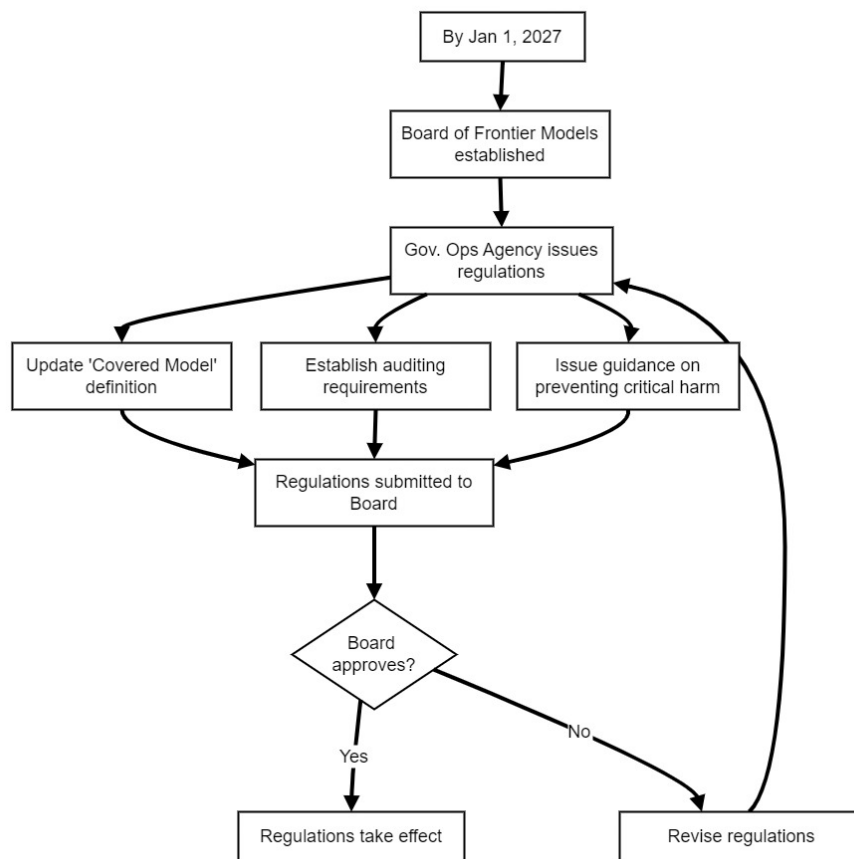 By Jan 1, 2027
Board of Frontier Models
established
Gov. Ops Agency issues
regulations
Update 'Covered Model'
definition
Establish auditing
requirements
Issue guidance on
preventing critical harm
Regulations submitted to
Board
Board
approves?
Yes
No
Regulations take effect
Revise regulations